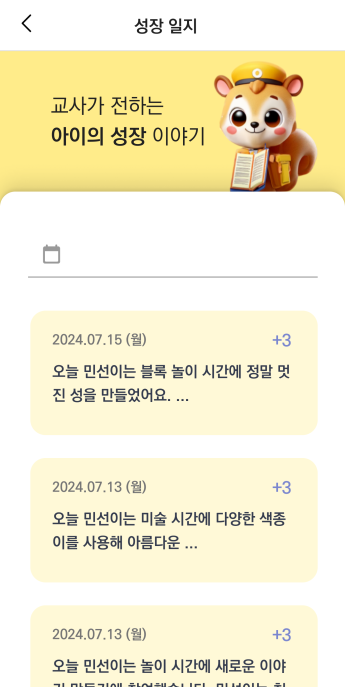 성장 일지
교사가 전하는
아이의 성장 이야기
2024.07.15 (월)
+3
오늘 민선이는 블록 놀이 시간에 정말 멋
진 성을 만들었어요. ...
2024.07.13 (월)
+3
오늘 민선이는 미술 시간에 다양한 색종
이를 사용해 아름다운 ...
2024.07.13 (월)
+3
오늘 민선이는 놀이 시간에 새로운 이야